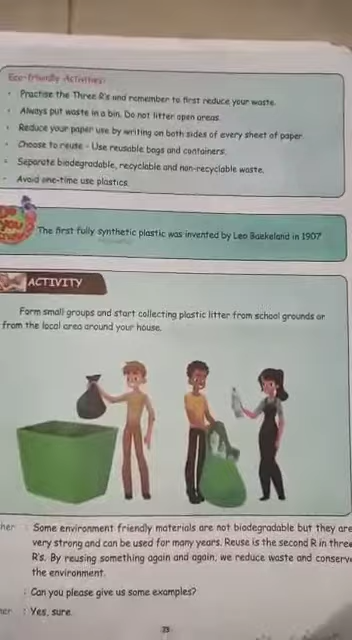 Eco-friendly Activities:
- Practise the Three R's and remember to first reduce your waste.
- Always put waste in a bin. Do not litter open areas.
- Reduce your paper use by writing on both sides of every sheet of paper.
- Choose to reuse - Use reusable bags and containers.
- Separate biodegradable, recyclable and non-recyclable waste.
- Avoid one-time use plastics.
you
The first fully synthetic plastic was invented by Leo Baekeland in 1907
ACTIVITY
Form small groups and start collecting plastic litter from school grounds or
from the local area around your house.
her : Some environment friendly materials are not biodegradable but they are
very strong and can be used for many years. Reuse is the second R in three
R's. By reusing something again and again, we reduce waste and conserve
the environment.
: Can you please give us some examples?
her : Yes, sure.